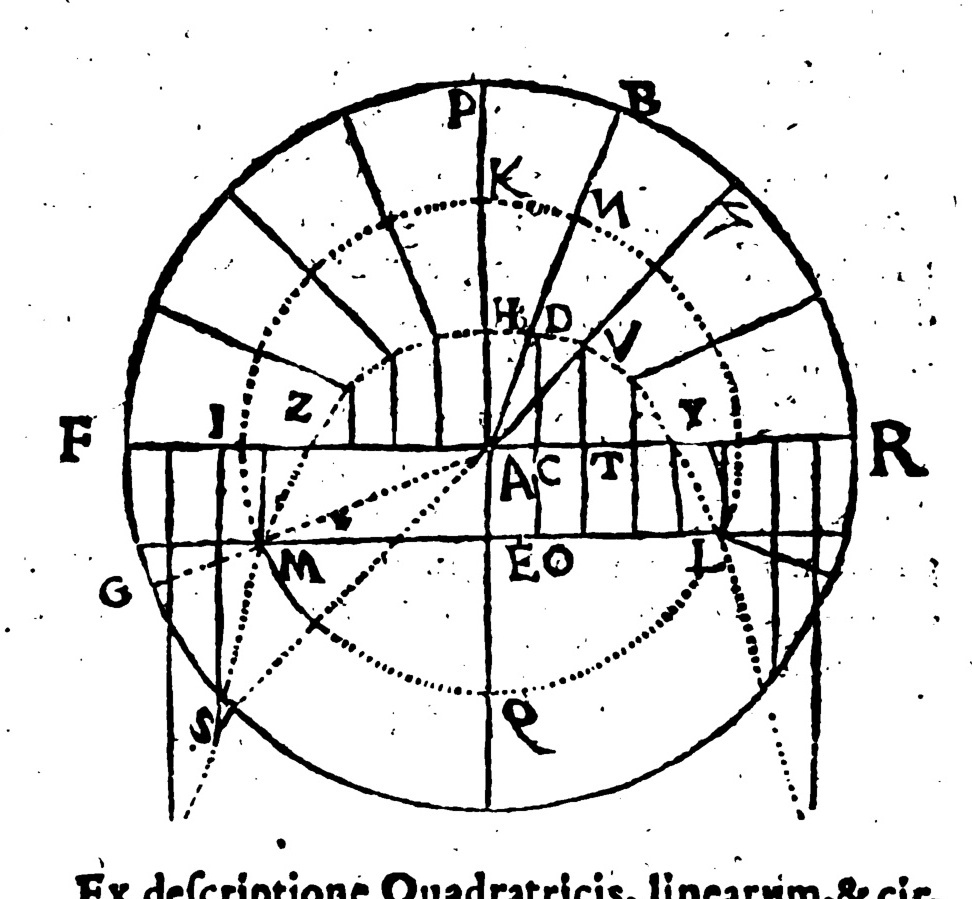 P B
K N
H D V
F I Z Y R
A C T
M E O L
G
S Q
Ex deſcriptione Quadratricis, linearum, & cir.